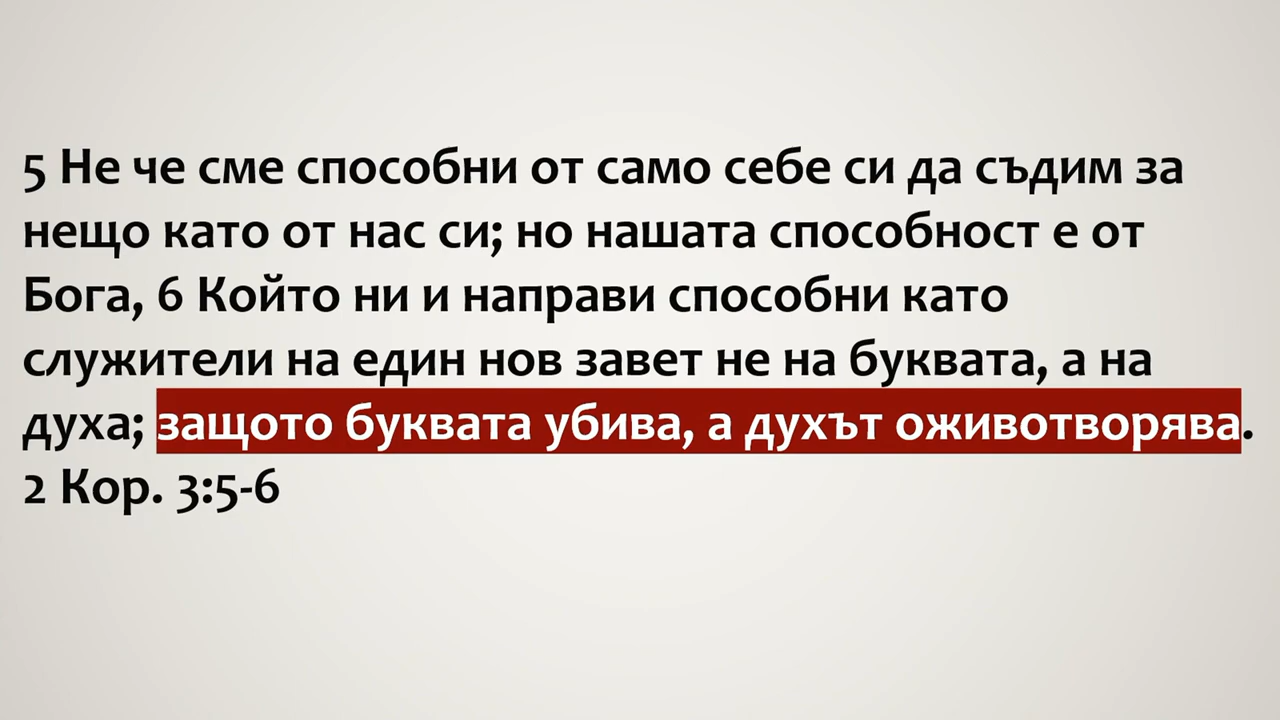 5 Не че сме способни от само себе си да съдим за
нещо като от нас си; но нашата способност е от
Бога, 6 Който ни и направи способни като
служители на един нов завет не на буквата, а на
духа; защото буквата убива, а духът оживотворява.
2 Кор. 3:5-6